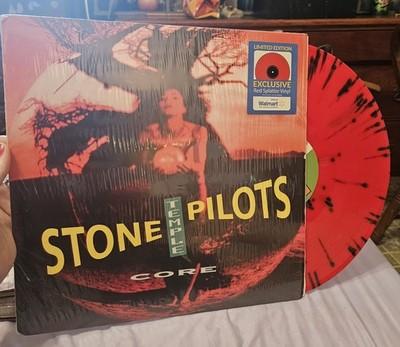 LIMITED EDITION
EXCLUSIVE
Red Splatter Vinyl
Walmart
STONE TEMPLE PILOTS
CORE